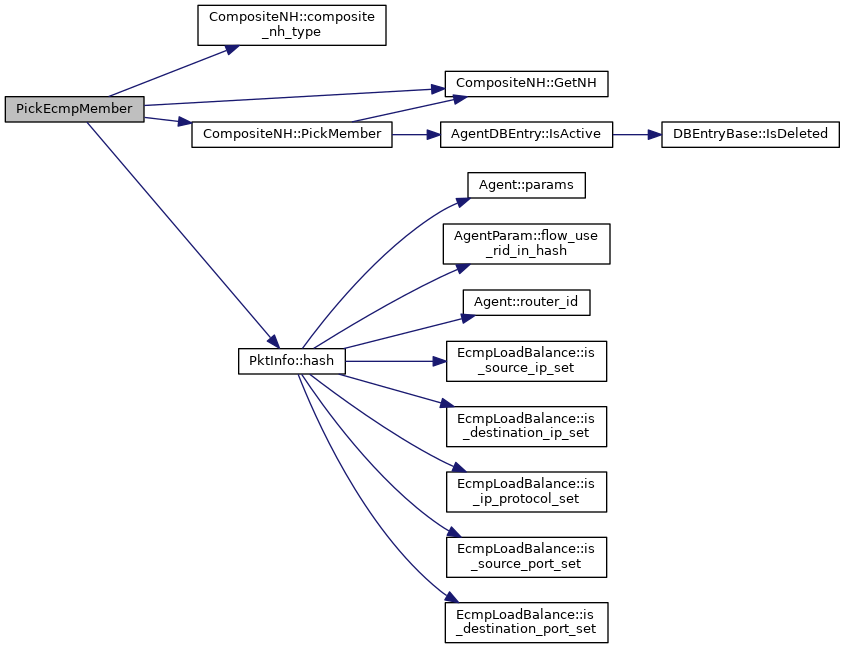 CompositeNH::composite
_nh_type
PickEcmpMember
CompositeNH::GetNH
CompositeNH::PickMember
AgentDBEntry::IsActive
DBEntryBase::IsDeleted
Agent::params
AgentParam::flow_use
_rid_in_hash
Agent::router_id
PktInfo::hash
EcmpLoadBalance::is
_source_ip_set
EcmpLoadBalance::is
_destination_ip_set
EcmpLoadBalance::is
_ip_protocol_set
EcmpLoadBalance::is
_source_port_set
EcmpLoadBalance::is
_destination_port_set